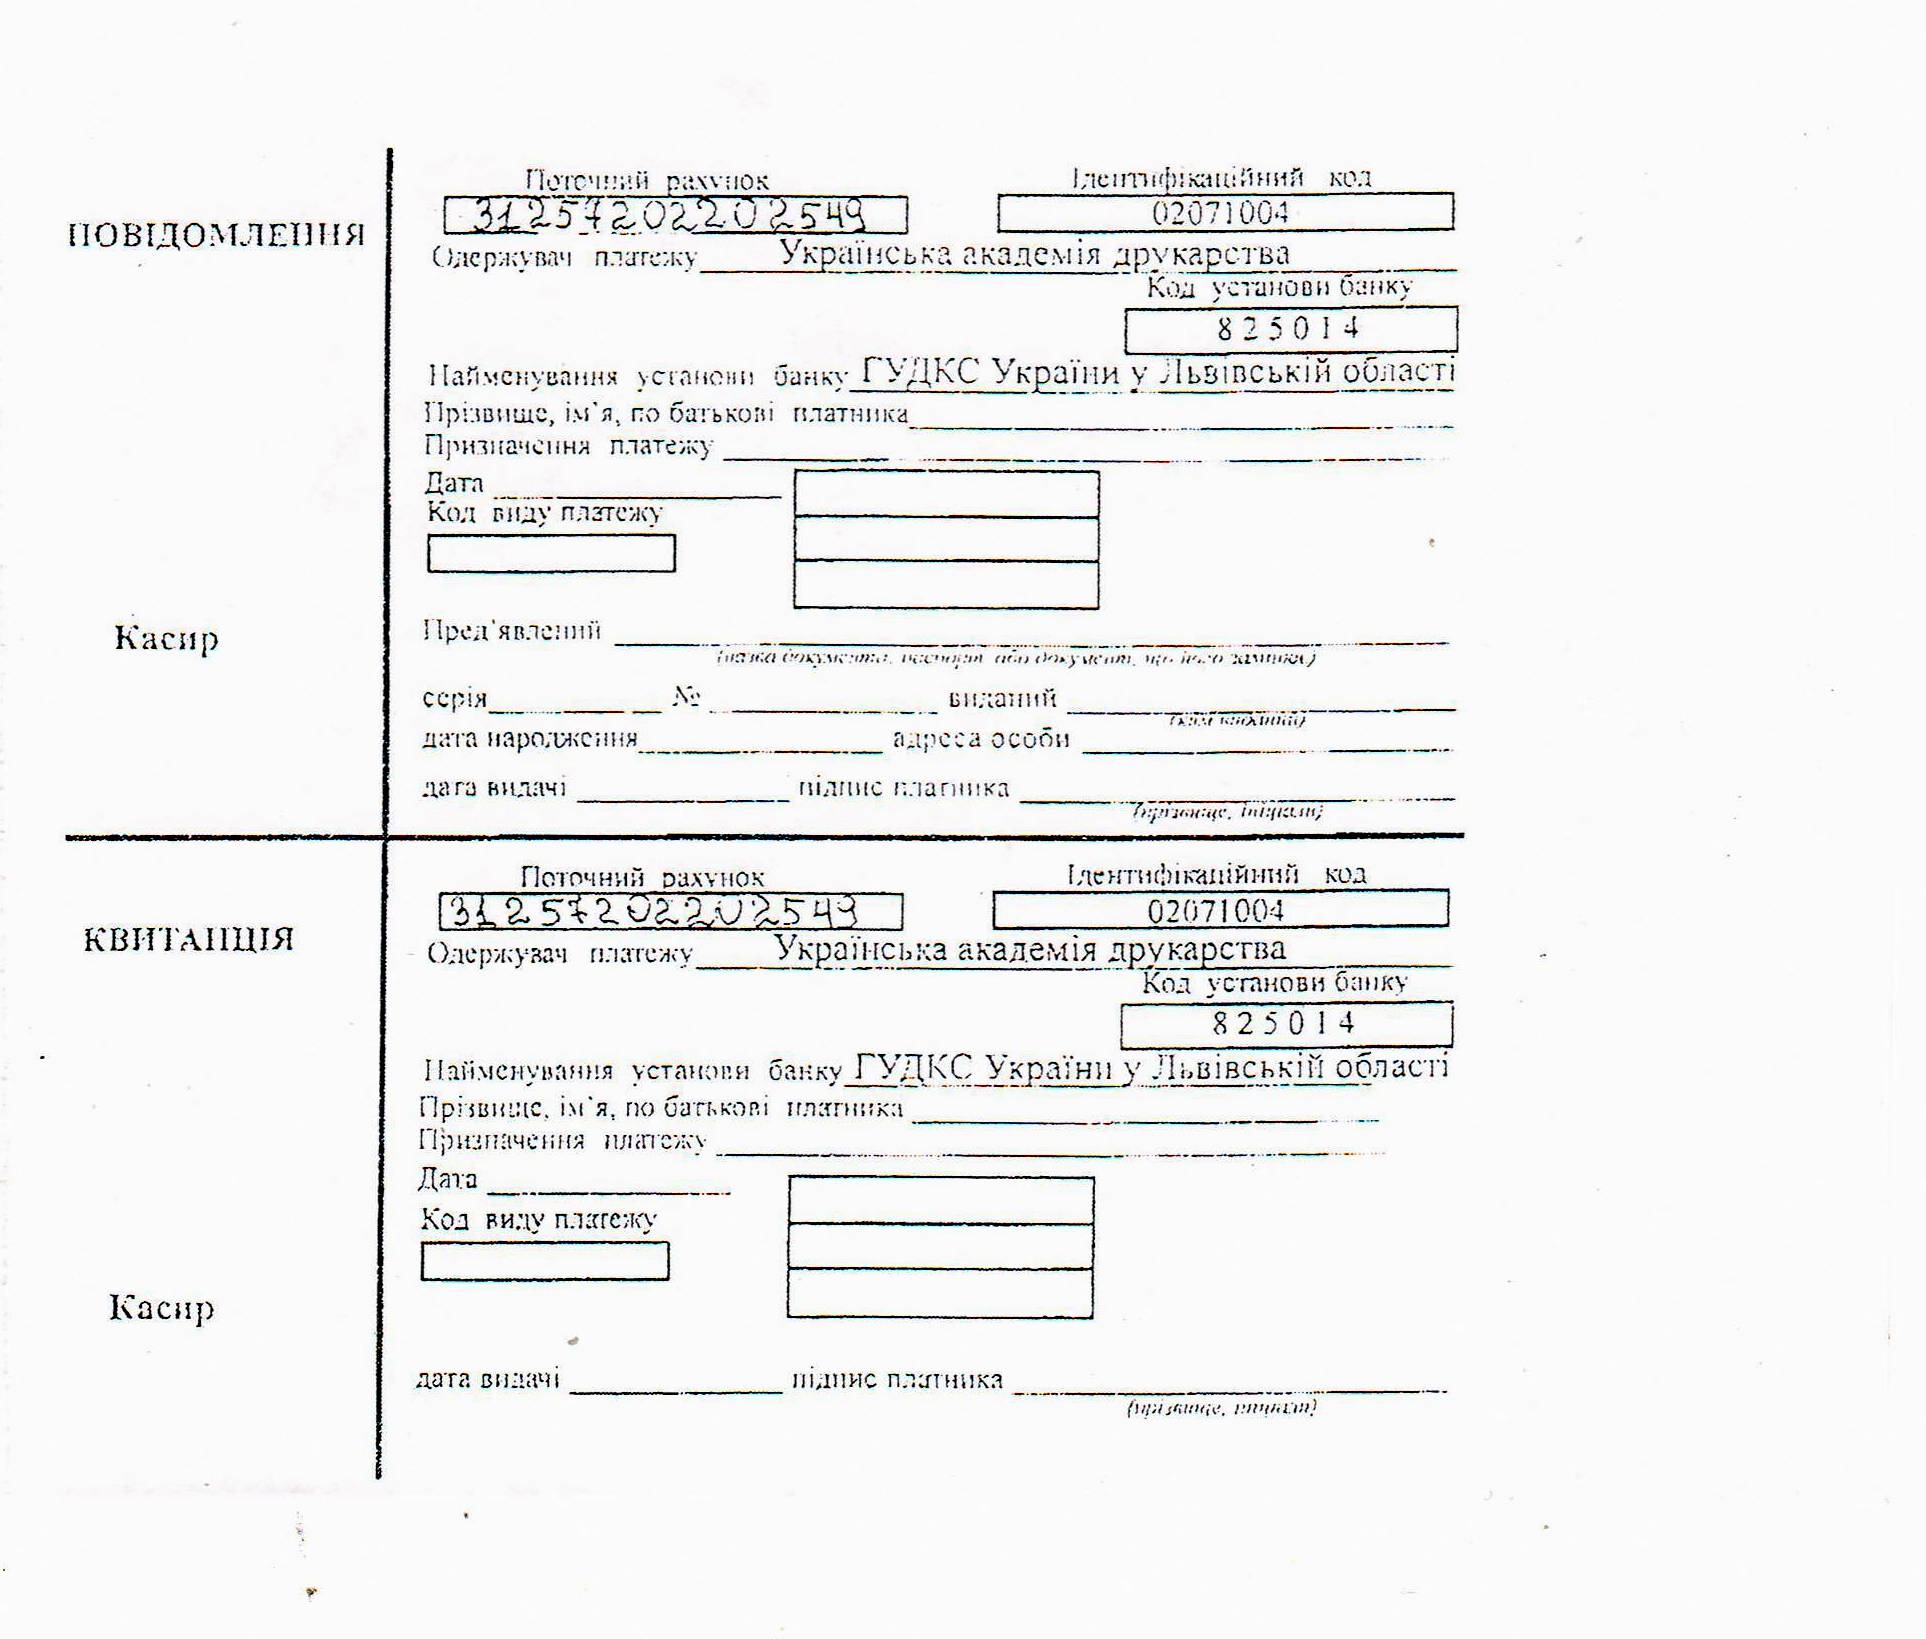 Поточний рахунок Ідентифікаційний код
ПОВІДОМЛЕННЯ 31257202202549 02071004
Одержувач платежу Українська академія друкарства
Код установи банку
825014
Найменування установи банку ГУДКС України у Львівській області
Прізвище, ім`я, по батькові платника
Призначення платежу
Дата
Код виду платежу
Касир Пред'явлений
(назва документа, паспорт або документ, що його замінює)
серія № виданий
(ким виданий)
дата народження адреса особи
дата видачі підпис платника
(прізвище, ініціали)
Поточний рахунок Ідентифікаційний код
КВИТАНЦІЯ 31257202202549 02071004
Одержувач платежу Українська академія друкарства
Код установи банку
825014
Найменування установи банку ГУДКС України у Львівській області
Прізвище, ім`я, по батькові платника
Призначення платежу
Дата
Код виду платежу
Касир
дата видачі підпис платника
(прізвище, ініціали)